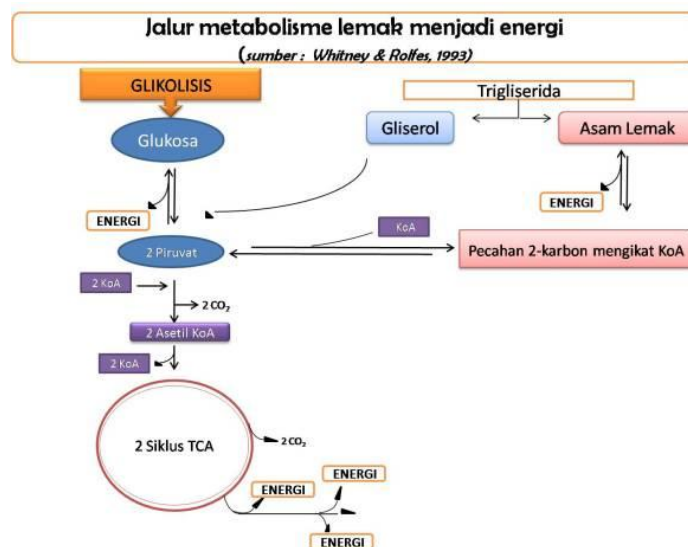 Jalur metabolisme lemak menjadi energi
(sumber : Whitney & Rolfes, 1993)
GLIKOLISIS
Trigliserida
Glukosa
Gliserol
Asam Lemak
ENERGI
ENERGI
KoA
2 Piruvat
Pecahan 2-karbon mengikat KoA
2 KoA
2 CO₂
2 Asetil KoA
2 KoA
2 Siklus TCA
2 CO₂
ENERGI
ENERGI
ENERGI